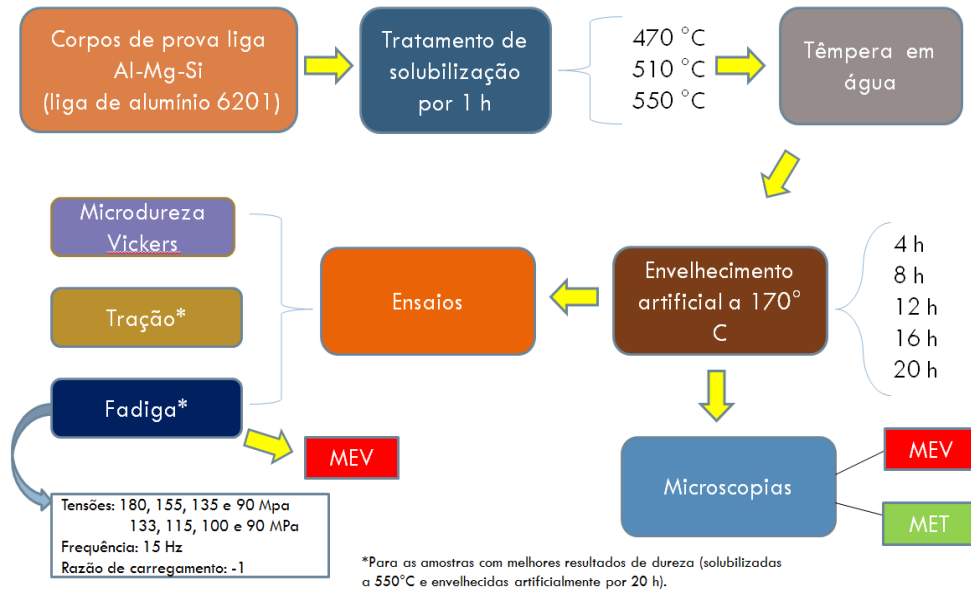 Corpos de prova liga
Al-Mg-Si
(liga de alumínio 6201)
Tratamento de
solubilização
por 1 h
470 °C
510 °C
550 °C
Têmpera em
água
Microdureza
Vickers
Tração*
Fadiga*
Ensaios
Envelhecimento
artificial a 170°
C
4 h
8 h
12 h
16 h
20 h
MEV
Microscopias
MEV
MET
Tensões: 180, 155, 135 e 90 Mpa
133, 115, 100 e 90 MPa
Frequência: 15 Hz
Razão de carregamento: -1
*Para as amostras com melhores resultados de dureza (solubilizadas
a 550°C e envelhecidas artificialmente por 20 h).